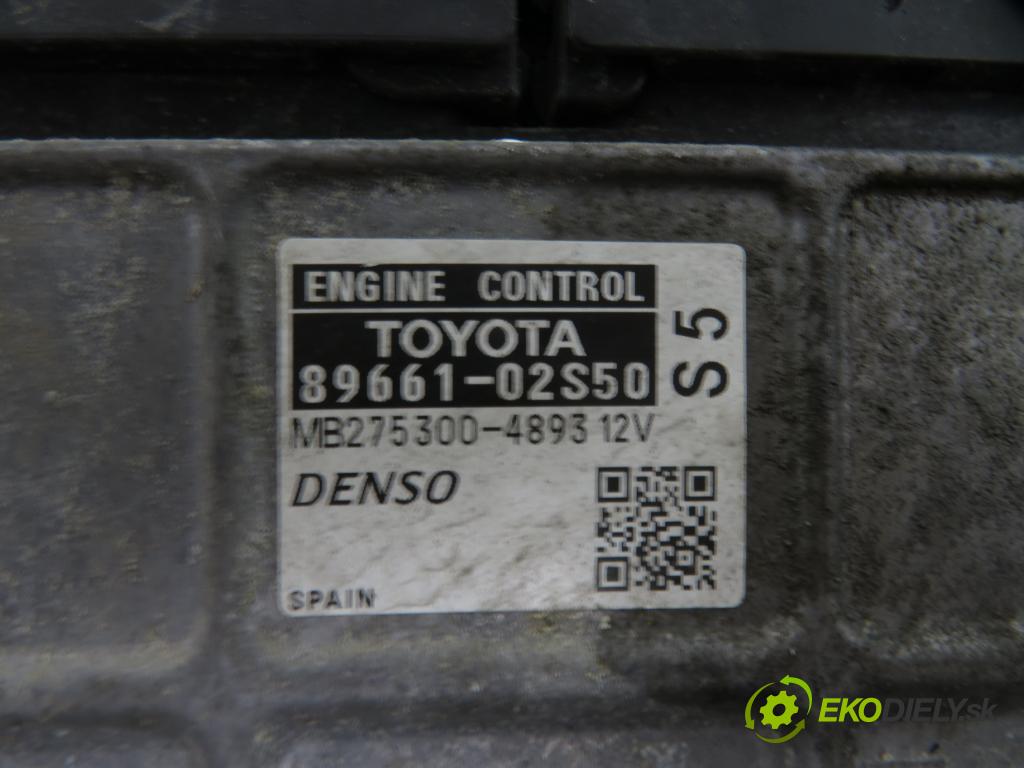 ENGINE CONTROL
TOYOTA
89661-02S50
S5
MB275300-4893 12V
DENSO
SPAIN
EKODIELY.sk